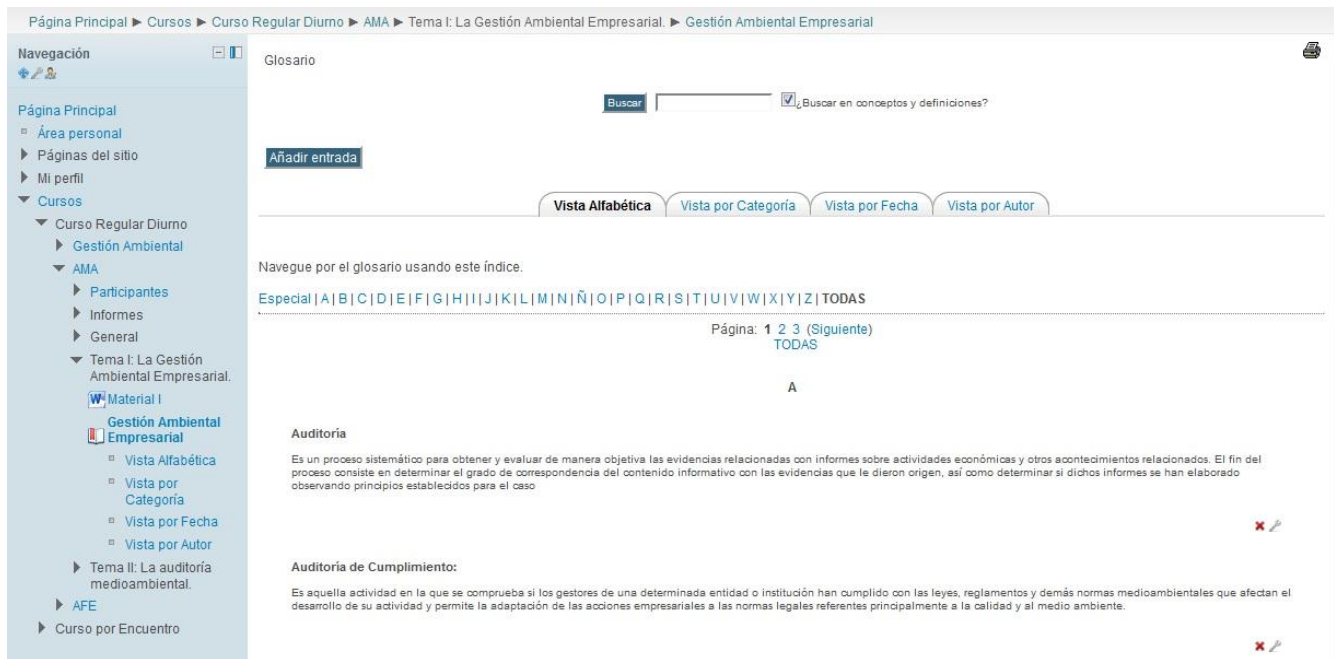 Página Principal ► Cursos ► Curso Regular Diurno ► AMA ► Tema I: La Gestión Ambiental Empresarial. ► Gestión Ambiental Empresarial
Navegación
Página Principal
Área personal
Páginas del sitio
Mi perfil
Cursos
Curso Regular Diurno
Gestión Ambiental
AMA
Participantes
Informes
General
Tema I: La Gestión
Ambiental Empresarial.
Material I
Gestión Ambiental
Empresarial
Vista Alfabética
Vista por
Categoría
Vista por Fecha
Vista por Autor
Tema II: La auditoría
medioambiental.
AFE
Curso por Encuentro
Glosario
Buscar ¿Buscar en conceptos y definiciones?
Añadir entrada
Vista Alfabética Vista por Categoría Vista por Fecha Vista por Autor
Navegue por el glosario usando este índice.
Especial | A | B | C | D | E | F | G | H | I | J | K | L | M | N | Ñ | O | P | Q | R | S | T | U | V | W | X | Y | Z | TODAS
Página: 1 2 3 (Siguiente)
TODAS
A
Auditoría
Es un proceso sistemático para obtener y evaluar de manera objetiva las evidencias relacionadas con informes sobre actividades económicas y otros acontecimientos relacionados. El fin del
proceso consiste en determinar el grado de correspondencia del contenido informativo con las evidencias que le dieron origen, así como determinar si dichos informes se han elaborado
observando principios establecidos para el caso
Auditoría de Cumplimiento:
Es aquella actividad en la que se comprueba si los gestores de una determinada entidad o institución han cumplido con las leyes, reglamentos y demás normas medioambientales que afectan el
desarrollo de su actividad y permite la adaptación de las acciones empresariales a las normas legales referentes principalmente a la calidad y al medio ambiente.